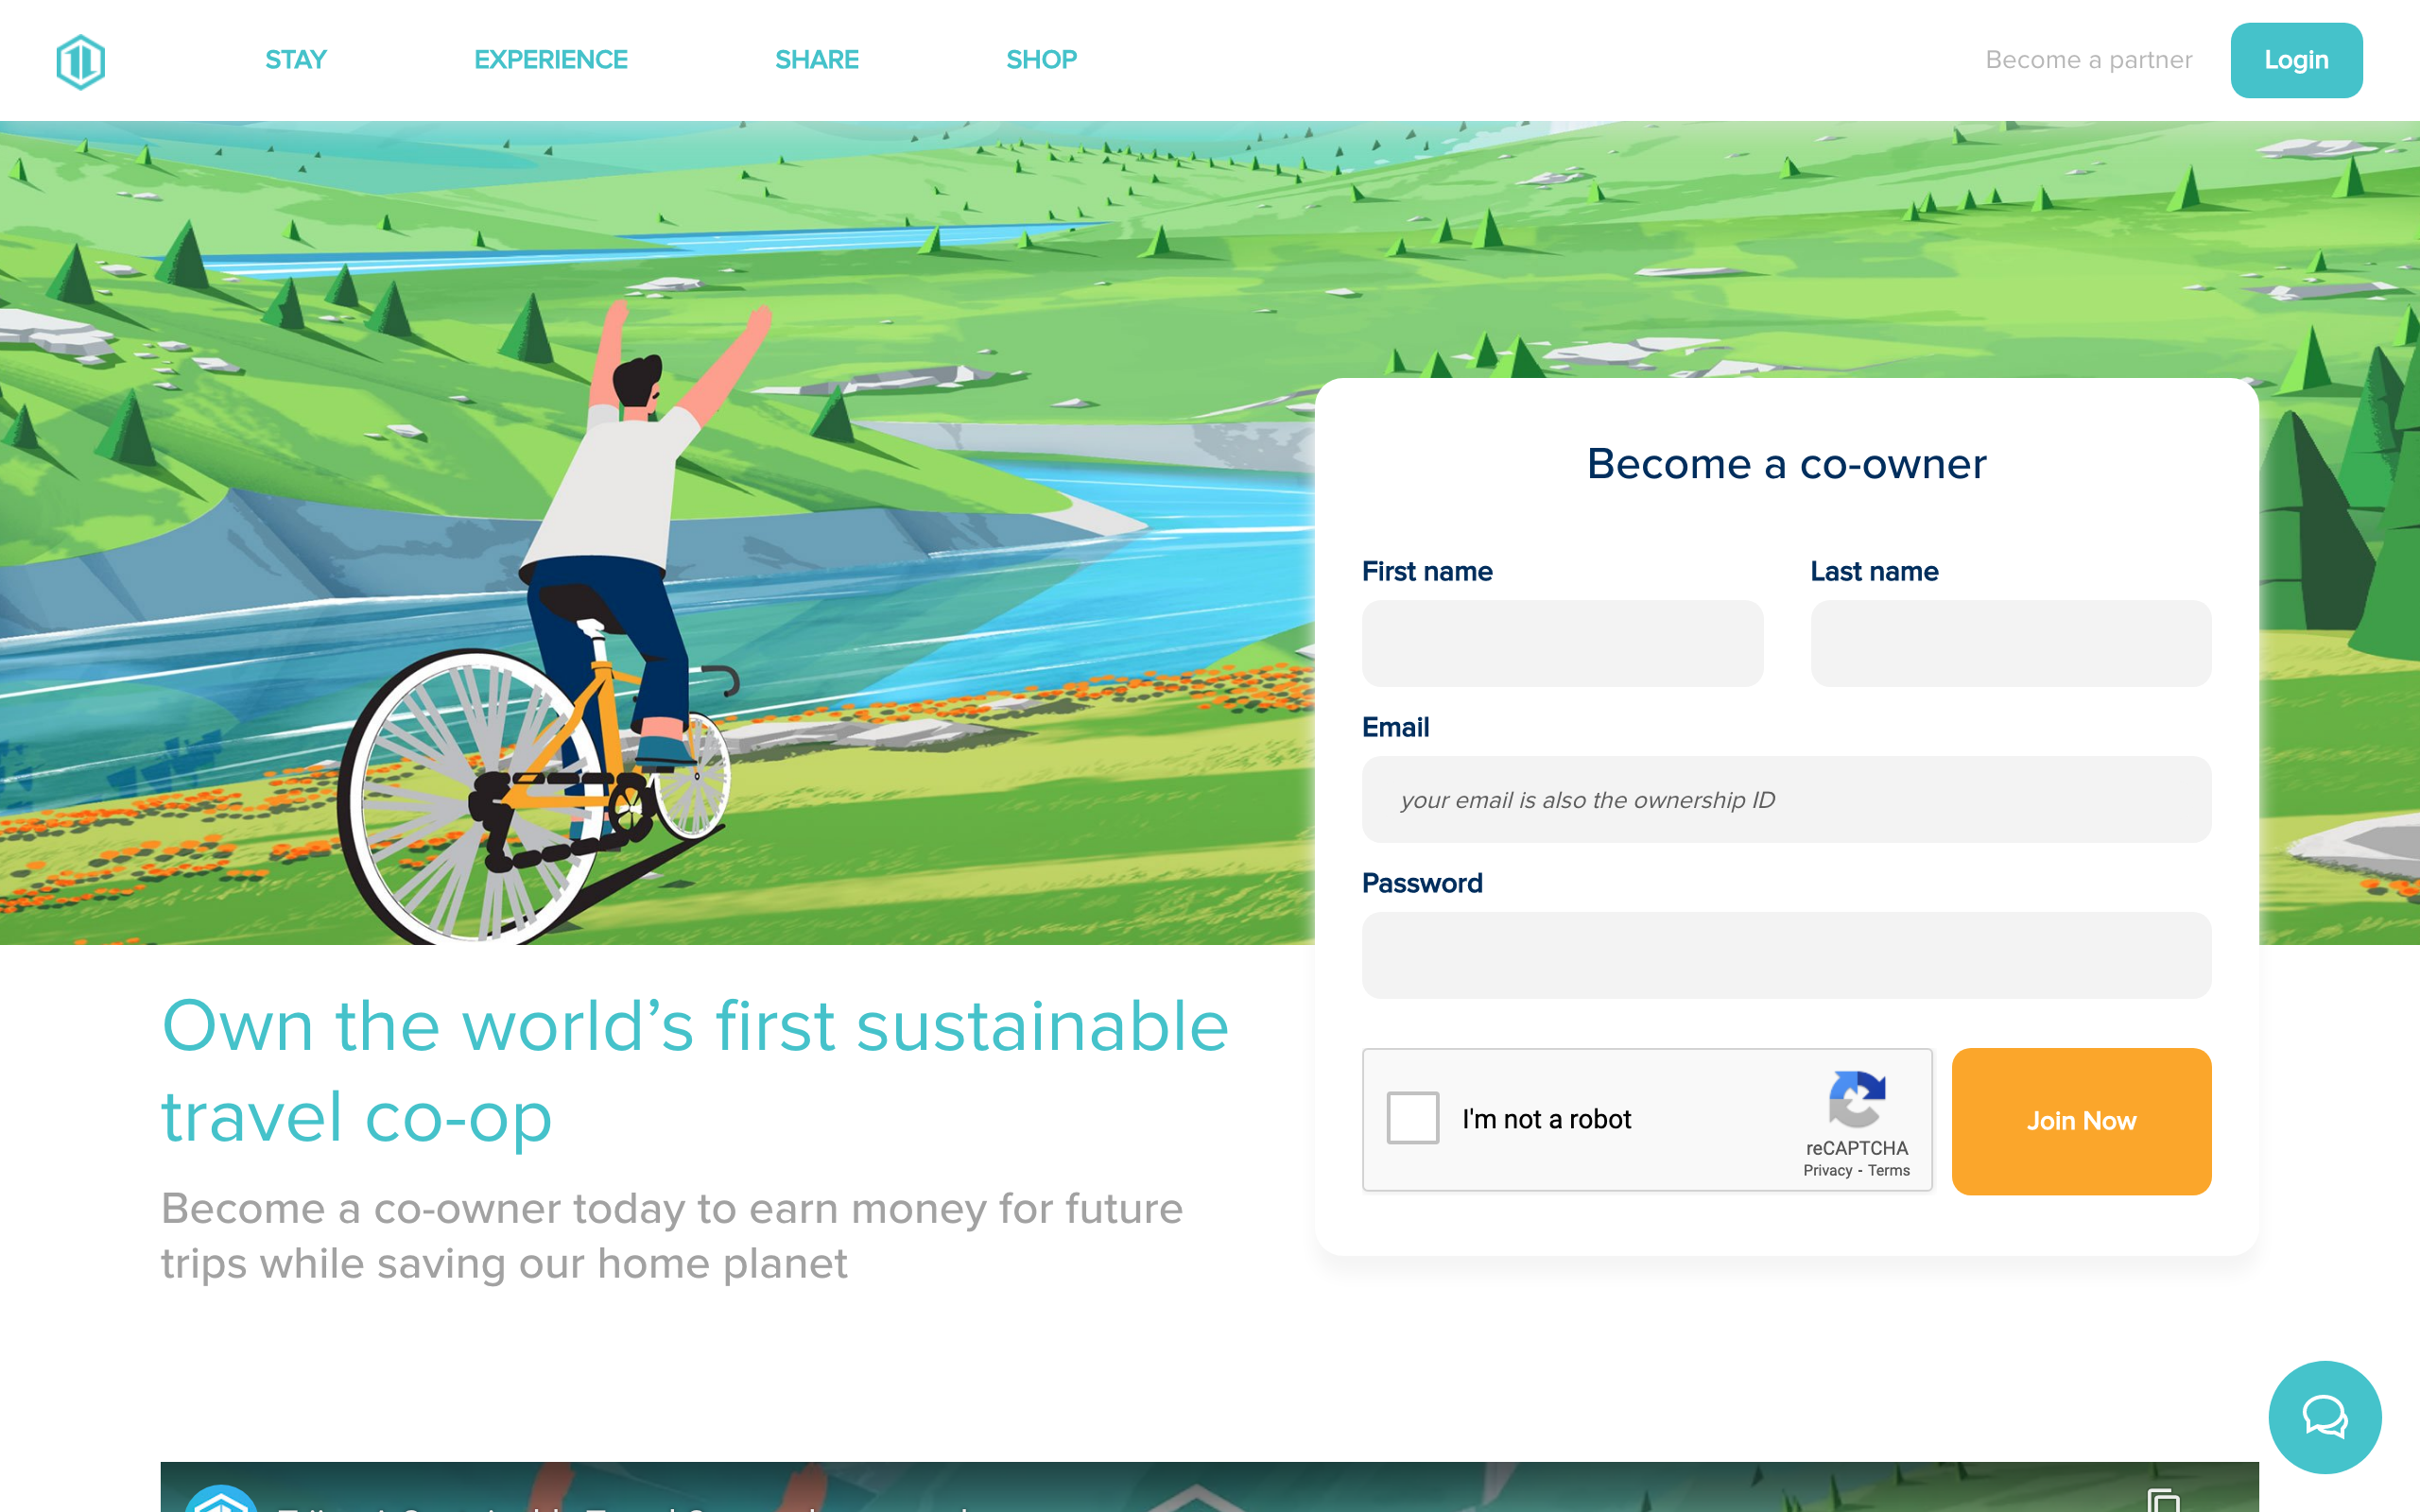 STAY EXPERIENCE SHARE SHOP Become a partner Login
Become a co-owner
First name Last name
Email
your email is also the ownership ID
Password
I'm not a robot
reCAPTCHA
Privacy - Terms
Join Now
Own the world’s first sustainable
travel co-op
Become a co-owner today to earn money for future
trips while saving our home planet